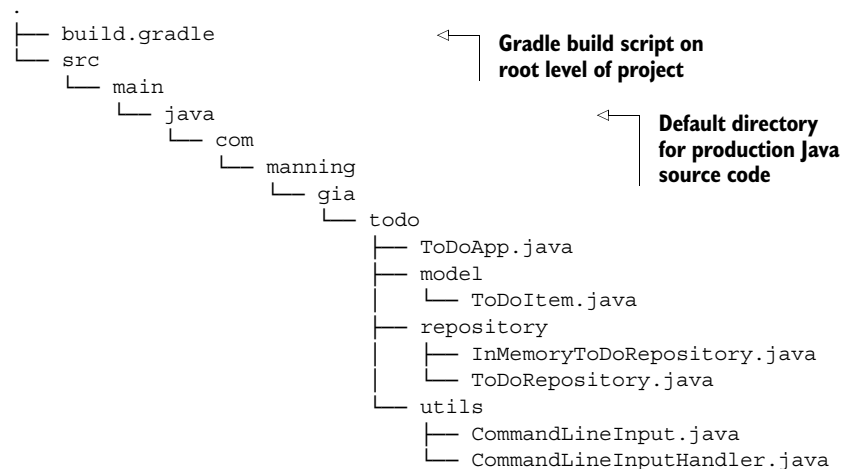 .
├── build.gradle
Gradle build script on
root level of project
└── src
└── main
└── java
Default directory
for production Java
source code
└── com
└── manning
└── gia
└── todo
├── ToDoApp.java
├── model
│ └── ToDoItem.java
├── repository
│ ├── InMemoryToDoRepository.java
│ └── ToDoRepository.java
└── utils
├── CommandLineInput.java
└── CommandLineInputHandler.java